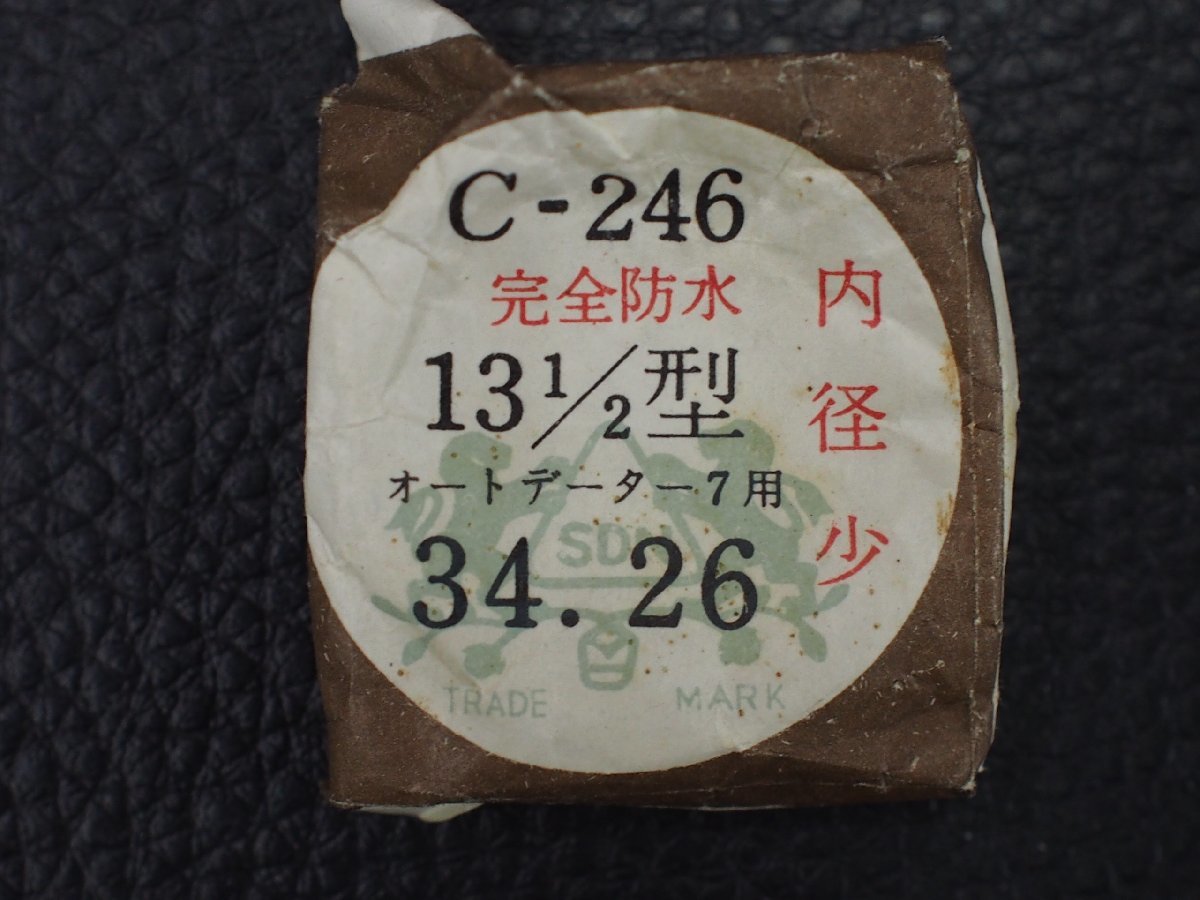 C-246
完全防水
13 1/2型
オートデーター7用
34.26
内径少
TRADE MARK